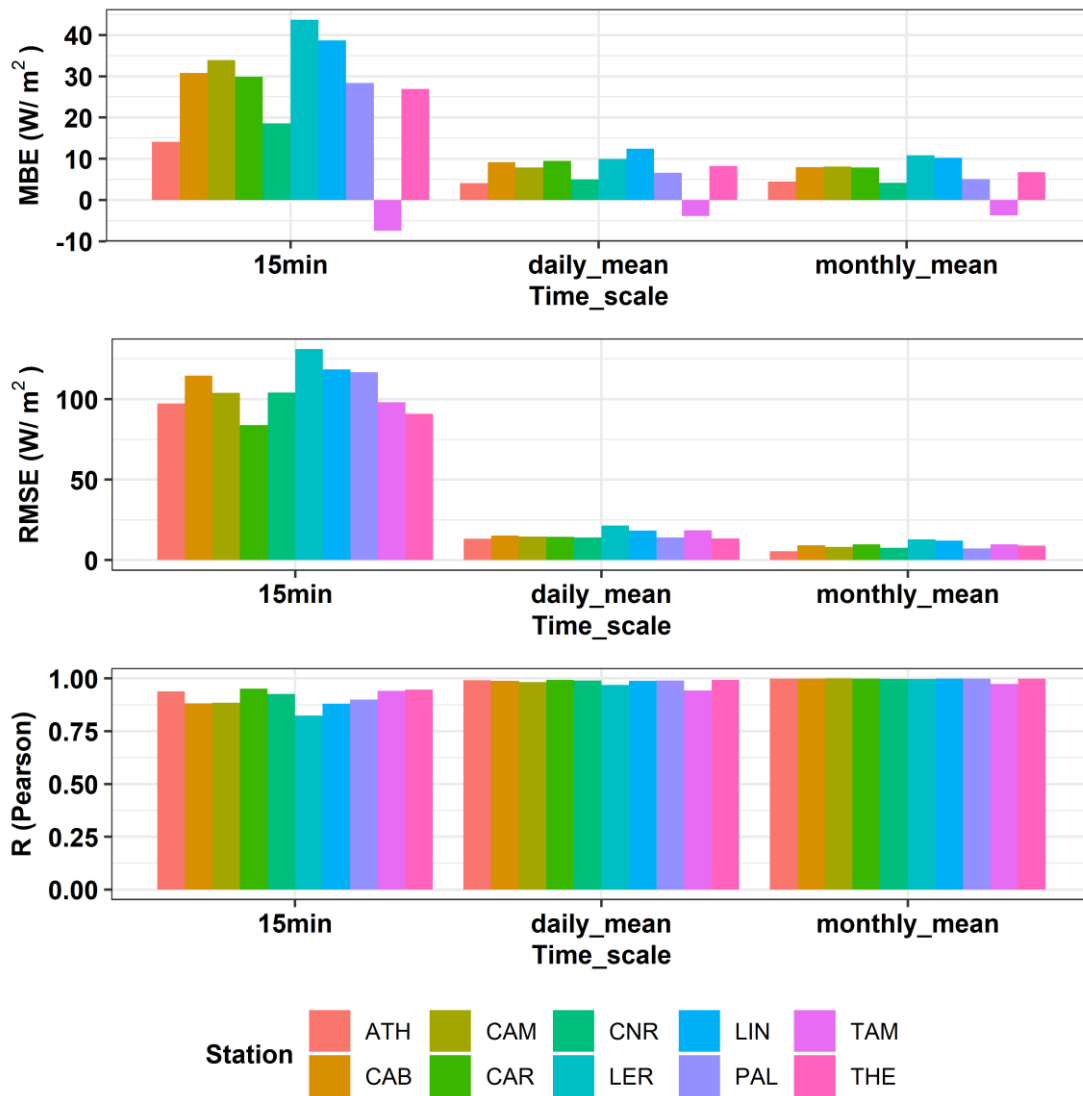 MBE (W/ m²)
40
30
20
10
0
-10
15min daily_mean monthly_mean
Time_scale
RMSE (W/ m²)
100
50
0
15min daily_mean monthly_mean
Time_scale
R (Pearson)
1.00
0.75
0.50
0.25
0.00
15min daily_mean monthly_mean
Time_scale
Station
ATH CAM CNR LIN TAM
CAB CAR LER PAL THE